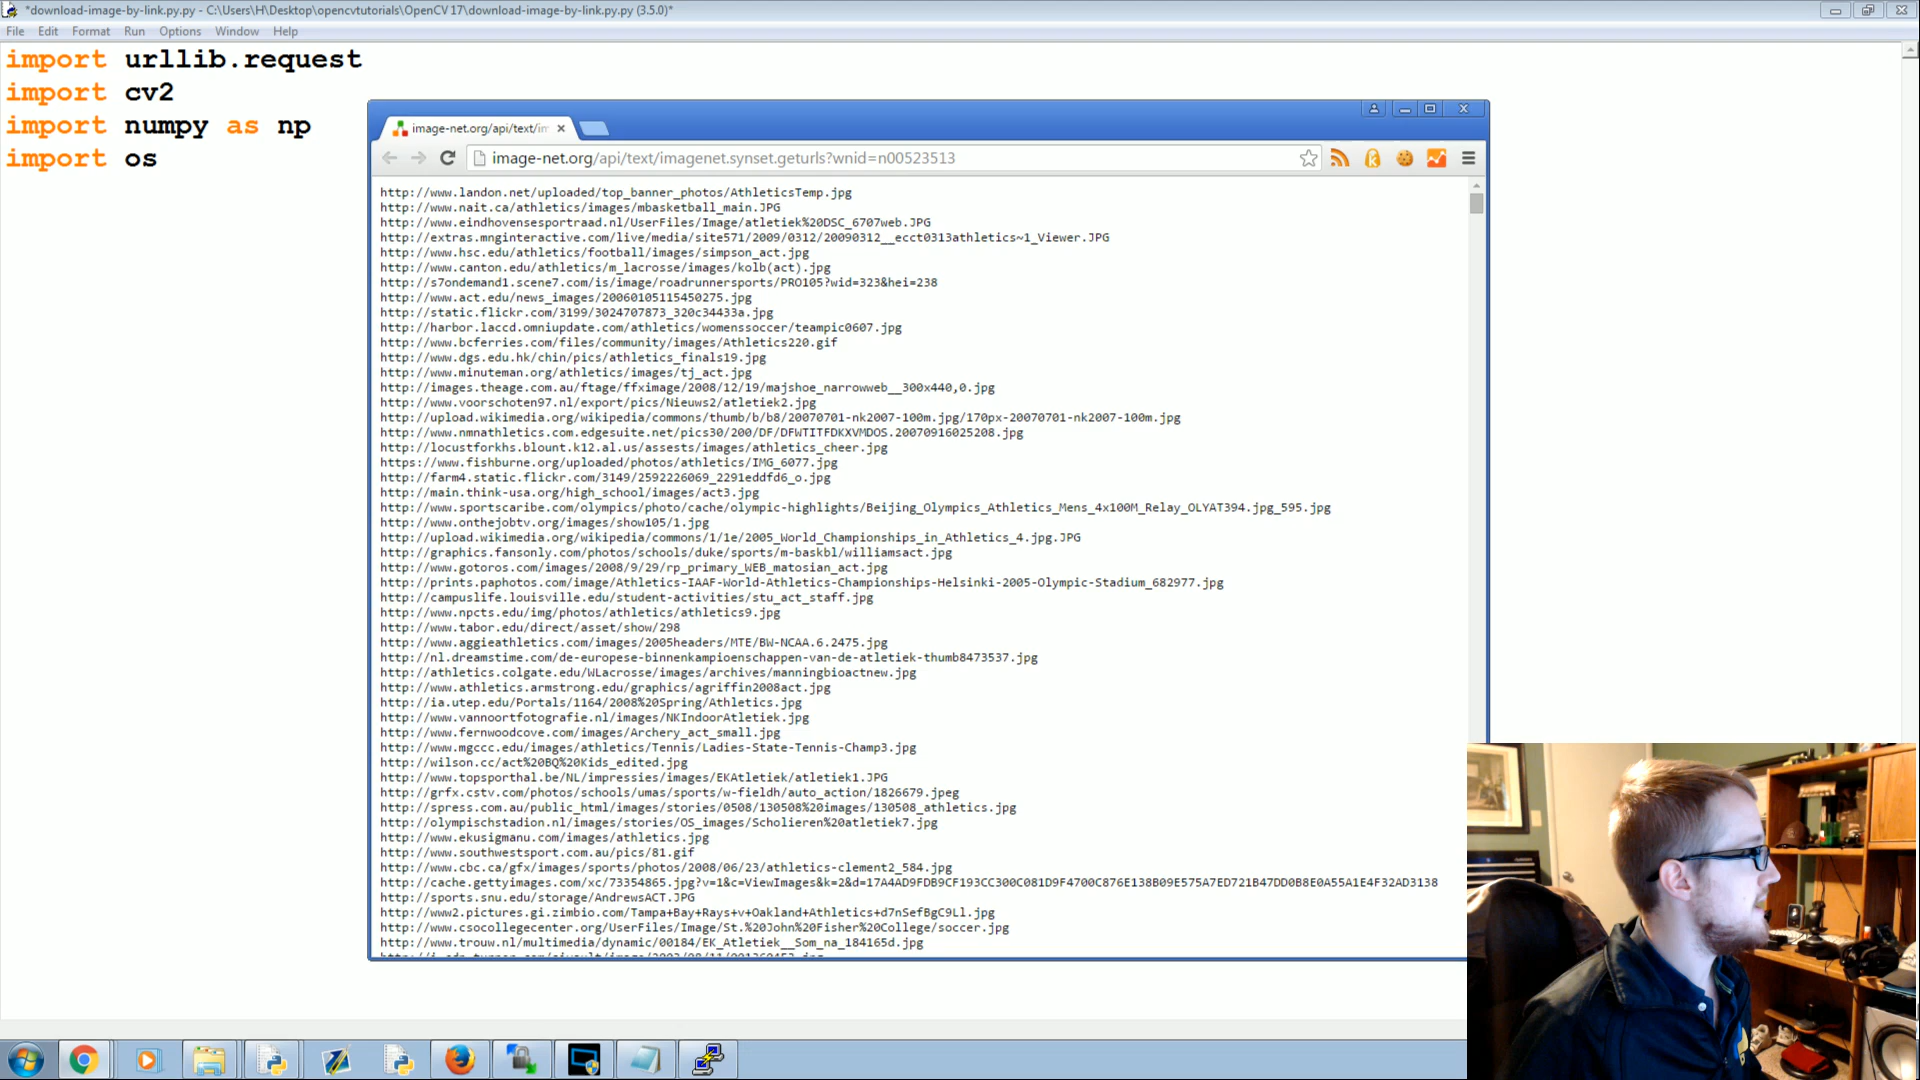 *download-image-by-link.py.py - C:\Users\H\Desktop\opencvtutorials\OpenCV 17\download-image-by-link.py.py (3.5.0)*
File Edit Format Run Options Window Help
import urllib.request
import cv2
import numpy as np
import os
image-net.org/api/text/im
image-net.org/api/text/imagenet.synset.geturls?wnid=n00523513
http://www.landon.net/uploaded/top_banner_photos/AthleticsTemp.jpg
http://www.nait.ca/athletics/images/mbasketball_main.JPG
http://www.eindhovensesportraad.nl/UserFiles/Image/atletiek%20DSC_6707web.JPG
http://extras.mnginteractive.com/live/media/site571/2009/0312/20090312__ecct0313athletics~1_Viewer.JPG
http://www.hsc.edu/athletics/football/images/simpson_act.jpg
http://www.canton.edu/athletics/m_lacrosse/images/kolb(act).jpg
http://s7ondemand1.scene7.com/is/image/roadrunnersports/PRO105?wid=323&hei=238
http://www.act.edu/news_images/20060105115450275.jpg
http://static.flickr.com/3199/3024707873_320c34433a.jpg
http://harbor.laccd.omniupdate.com/athletics/womenssoccer/teampic0607.jpg
http://www.bcferries.com/files/community/images/Athletics220.gif
http://www.dgs.edu.hk/chin/pics/athletics_finals19.jpg
http://www.minuteman.org/athletics/images/tj_act.jpg
http://images.theage.com.au/ftage/ffximage/2008/12/19/majshoe_narrowweb__300x440,0.jpg
http://www.voorschoten97.nl/export/pics/Nieuws2/atletiek2.jpg
http://upload.wikimedia.org/wikipedia/commons/thumb/b/b8/20070701-nk2007-100m.jpg/170px-20070701-nk2007-100m.jpg
http://www.nmnathletics.com.edgesuite.net/pics30/200/DF/DFWTITFDKXVMDOS.20070916025208.jpg
http://locustforkhs.blount.k12.al.us/assests/images/athletics_cheer.jpg
https://www.fishburne.org/uploaded/photos/athletics/IMG_6077.jpg
http://farm4.static.flickr.com/3149/2592226069_2291eddfd6_o.jpg
http://main.think-usa.org/high_school/images/act3.jpg
http://www.sportscaribe.com/olympics/photo/cache/olympic-highlights/Beijing_Olympics_Athletics_Mens_4x100M_Relay_OLYAT394.jpg_595.jpg
http://www.onthejobtv.org/images/show105/1.jpg
http://upload.wikimedia.org/wikipedia/commons/1/1e/2005_World_Championships_in_Athletics_4.jpg.JPG
http://graphics.fansonly.com/photos/schools/duke/sports/m-baskbl/williamsact.jpg
http://www.gotoros.com/images/2008/9/29/rp_primary_WEB_matosian_act.jpg
http://prints.paphotos.com/image/Athletics-IAAF-World-Athletics-Championships-Helsinki-2005-Olympic-Stadium_682977.jpg
http://campuslife.louisville.edu/student-activities/stu_act_staff.jpg
http://www.npcts.edu/img/photos/athletics/athletics9.jpg
http://www.tabor.edu/direct/asset/show/298
http://www.aggieathletics.com/images/2005headers/MTE/BW-NCAA.6.2475.jpg
http://nl.dreamstime.com/de-europese-binnenkampioenschappen-van-de-atletiek-thumb8473537.jpg
http://athletics.colgate.edu/WLacrosse/images/archives/manningbioactnew.jpg
http://www.athletics.armstrong.edu/graphics/agriffin2008act.jpg
http://ia.utep.edu/Portals/1164/2008%20Spring/Athletics.jpg
http://www.vannoortfotografie.nl/images/NKIndoorAtletiek.jpg
http://www.fernwoodcove.com/images/Archery_act_small.jpg
http://www.mgccc.edu/images/athletics/Tennis/Ladies-State-Tennis-Champ3.jpg
http://wilson.cc/act%20BQ%20Kids_edited.jpg
http://www.topsporthal.be/NL/impressies/images/EKAtletiek/atletiek1.JPG
http://grfx.cstv.com/photos/schools/umas/sports/w-fieldh/auto_action/1826679.jpeg
http://spress.com.au/public_html/images/stories/0508/130508%20images/130508_athletics.jpg
http://olympischstadion.nl/images/stories/OS_images/Scholieren%20atletiek7.jpg
http://www.ekusigmanu.com/images/athletics.jpg
http://www.southwestsport.com.au/pics/81.gif
http://www.cbc.ca/gfx/images/sports/photos/2008/06/23/athletics-clement2_584.jpg
http://cache.gettyimages.com/xc/73354865.jpg?v=1&c=ViewImages&k=2&d=17A4AD9FDB9CF193CC300C081D9F4700C876E138B09E575A7ED721B47DD0B8E0A55A1E4F32AD3138
http://sports.snu.edu/storage/AndrewsACT.JPG
http://www2.pictures.gi.zimbio.com/Tampa+Bay+Rays+v+Oakland+Athletics+d7nSefBgC9Ll.jpg
http://www.csocollegecenter.org/UserFiles/Image/St.%20John%20Fisher%20College/soccer.jpg
http://www.trouw.nl/multimedia/dynamic/00184/EK_Atletiek__Som_na_184165d.jpg